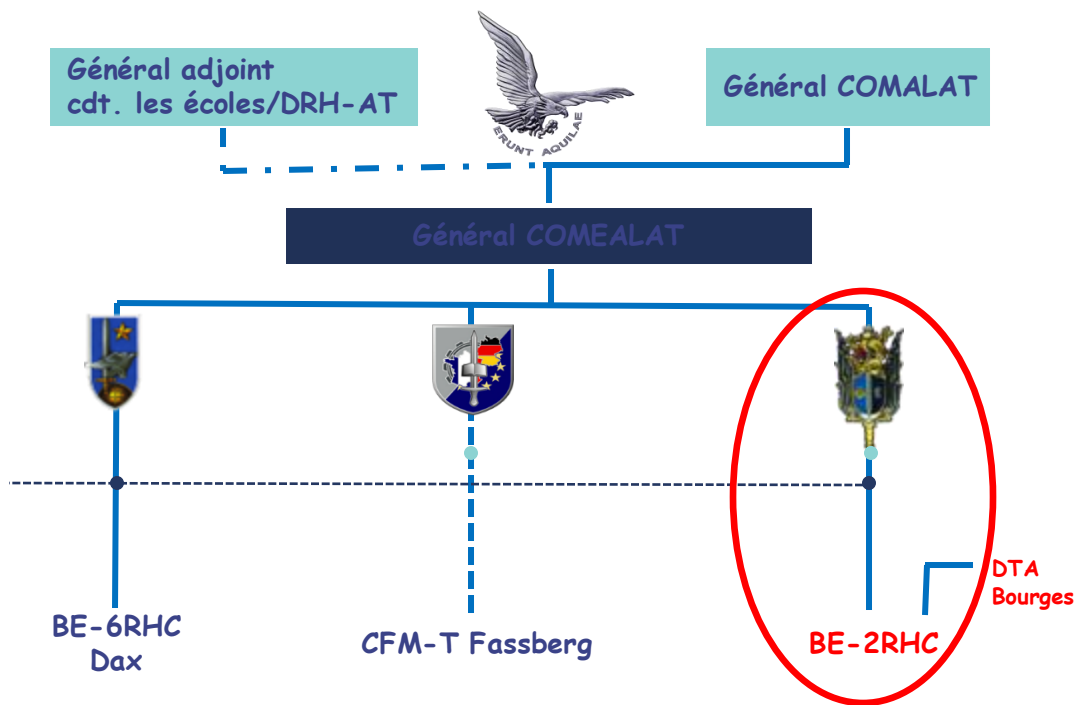 Général adjoint
cdt. les écoles/DRH-AT
ERUNT AQUILAE
Général COMALAT
Général COMEALAT
BE-6RHC
Dax
CFM-T Fassberg
BE-2RHC
DTA
Bourges